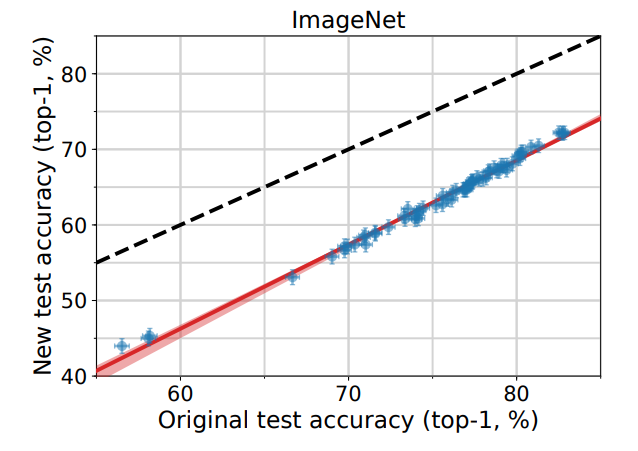 ImageNet
New test accuracy (top-1, %)
80
70
60
50
40
60 70 80
Original test accuracy (top-1, %)